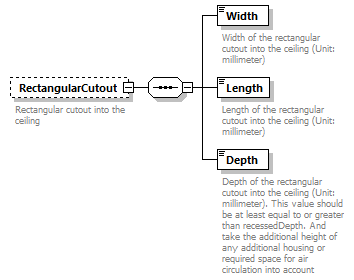 Width
Width of the rectangular
cutout into the ceiling (Unit:
millimeter)
RectangularCutout
Rectangular cutout into the
ceiling
Length
Length of the rectangular
cutout into the ceiling (Unit:
millimeter)
Depth
Depth of the rectangular
cutout into the ceiling (Unit:
millimeter). This value should
be at least equal to or greater
than recessedDepth. And
take the additional height of
any additional housing or
required space for air
circulation into account